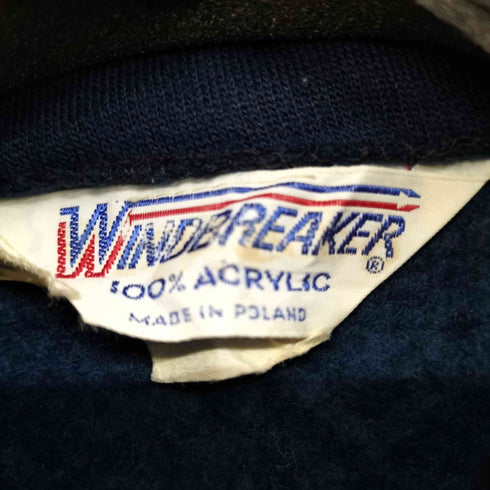 WINDBREAKER®
100% ACRYLIC
MADE IN POLAND